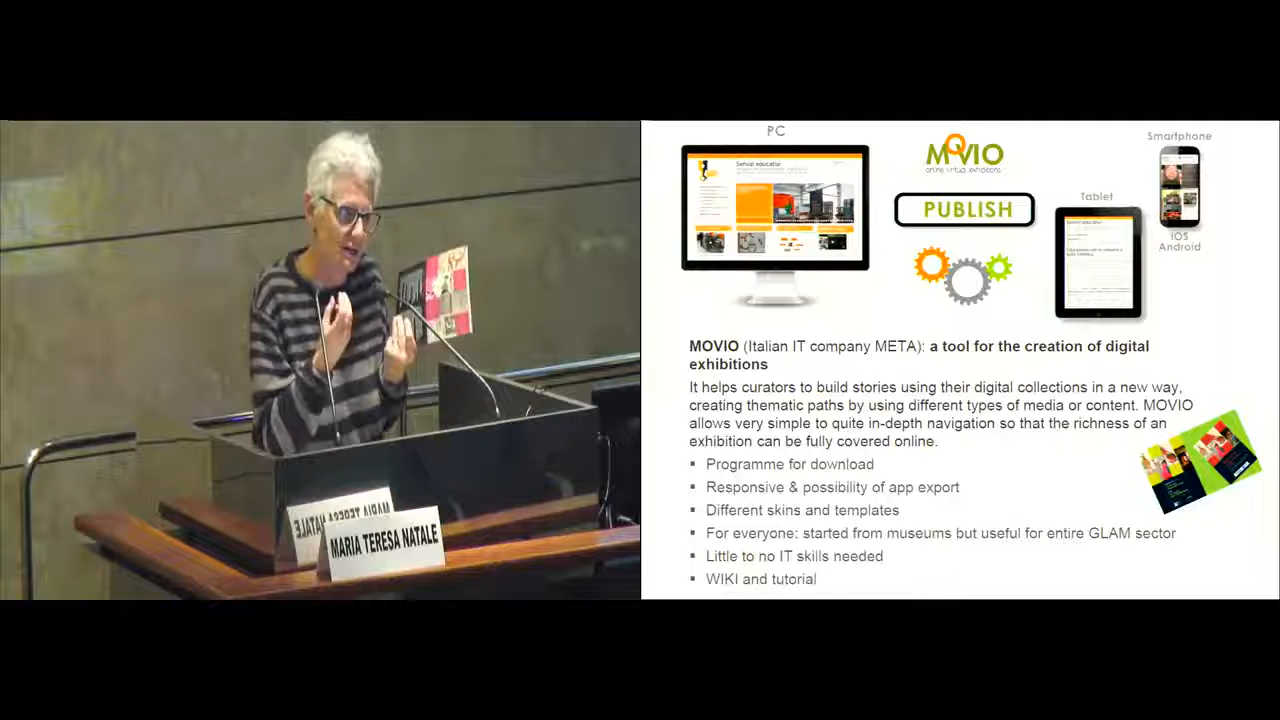 MARIA TERESA NATALE
MARIA TERESA NATALE
PC
Servizi educativi
MOVIO
online virtual exhibitions
PUBLISH
Smartphone
iOS
Android
Tablet
MOVIO (Italian IT company META): a tool for the creation of digital
exhibitions
It helps curators to build stories using their digital collections in a new way,
creating thematic paths by using different types of media or content. MOVIO
allows very simple to quite in-depth navigation so that the richness of an
exhibition can be fully covered online.
▪ Programme for download
▪ Responsive & possibility of app export
▪ Different skins and templates
▪ For everyone: started from museums but useful for entire GLAM sector
▪ Little to no IT skills needed
▪ WIKI and tutorial